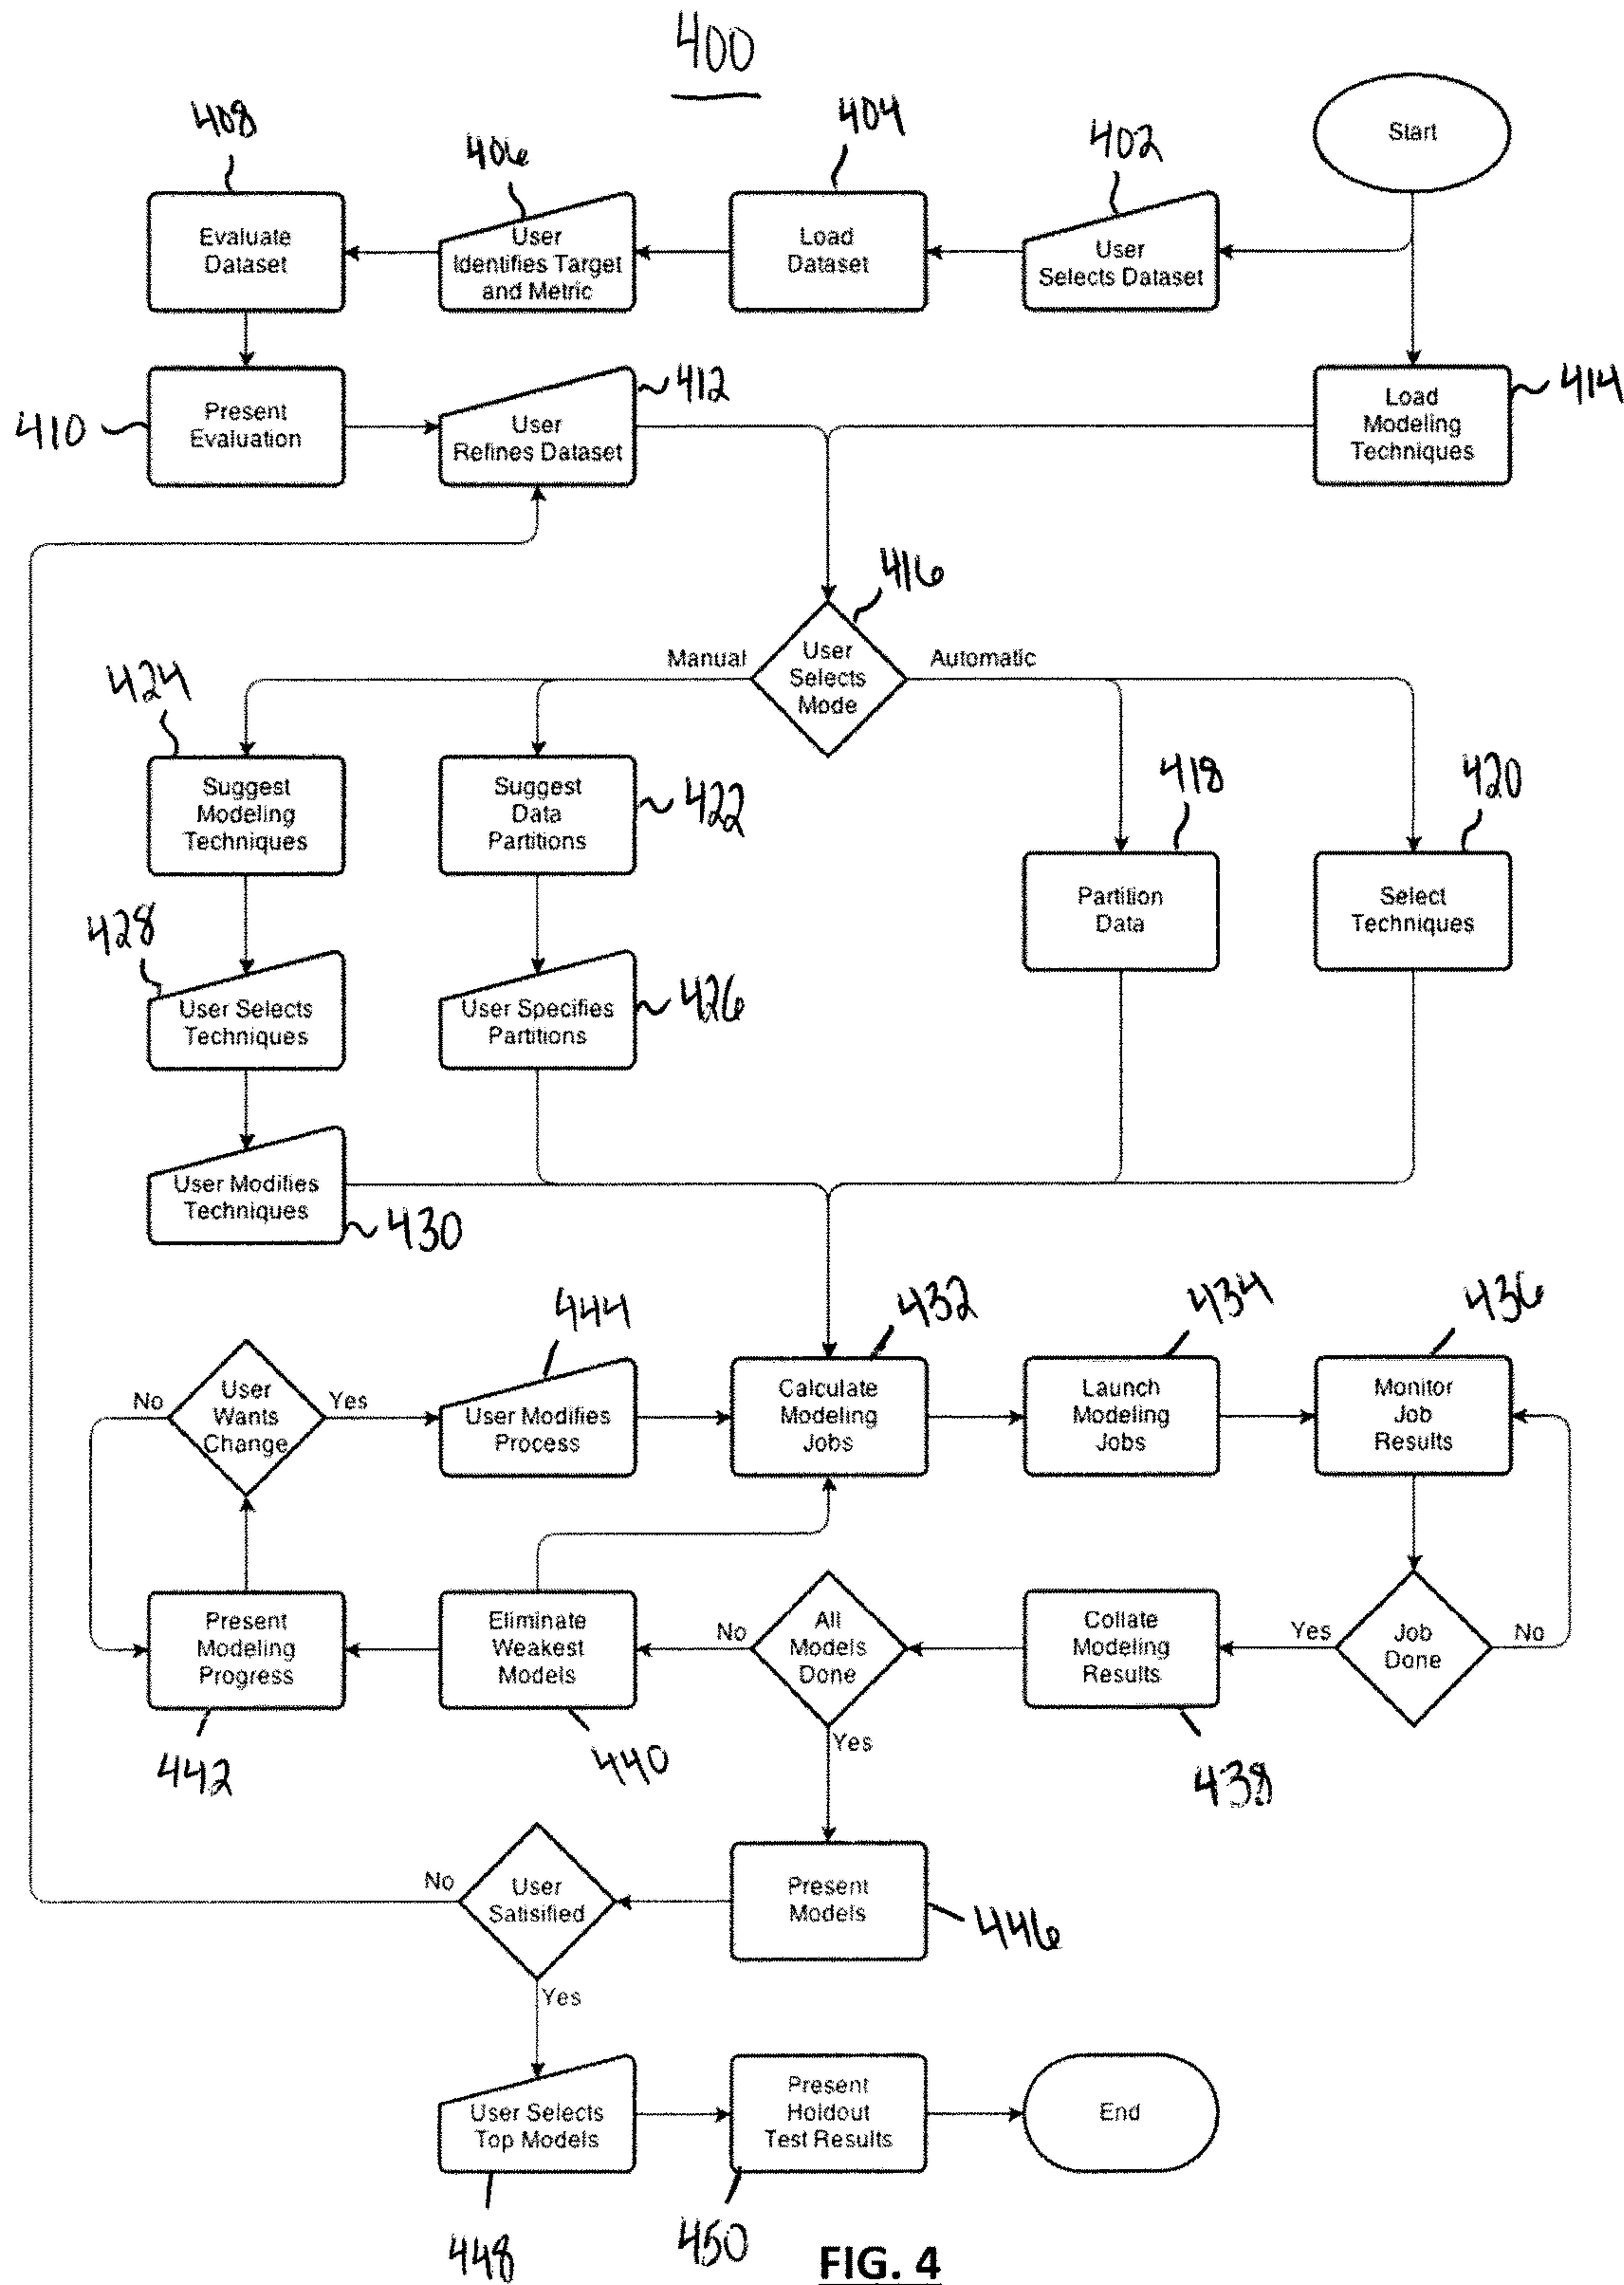 400
408
406
404
402
Start
Evaluate
Dataset
User
Identifies Target
and Metric
Load
Dataset
User
Selects Dataset
410
Present
Evaluation
User
Refines Dataset
412
Load
Modeling
Techniques
414
416
User
Selects
Mode
Manual
Automatic
424
Suggest
Modeling
Techniques
Suggest
Data
Partitions
422
418
420
Partition
Data
Select
Techniques
428
User Selects
Techniques
User Specifies
Partitions
426
User Modifies
Techniques
430
444
432
434
436
No
User
Wants
Change
Yes
User Modifies
Process
Calculate
Modeling
Jobs
Launch
Modeling
Jobs
Monitor
Job
Results
Present
Modeling
Progress
Eliminate
Weakest
Models
No
All
Models
Done
Collate
Modeling
Results
Yes
Job
Done
No
442
440
Yes
438
No
User
Satisified
Present
Models
446
Yes
User Selects
Top Models
Present
Holdout
Test Results
End
448
450
FIG. 4